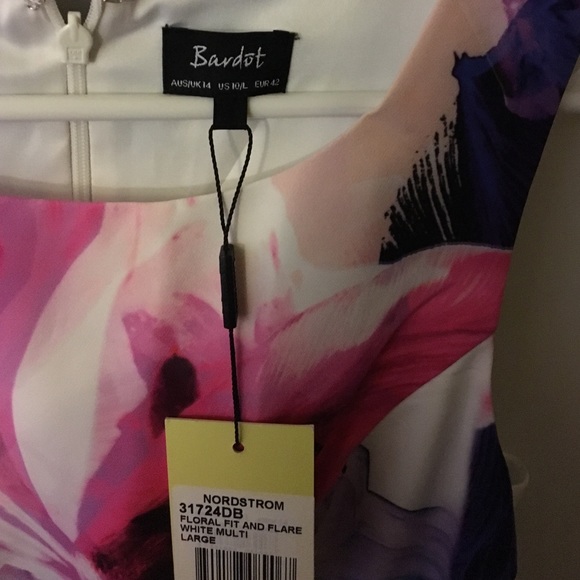 Bardot
AUS/UK 14 US 10/L EUR 42
NORDSTROM
31724DB
FLORAL FIT AND FLARE
WHITE MULTI
LARGE